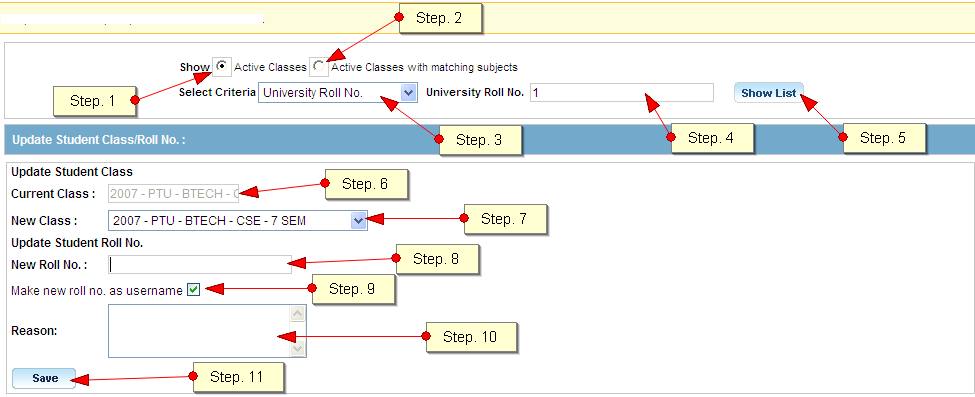 Step. 2
Show Active Classes Active Classes with matching subjects
Step. 1
Select Criteria University Roll No. University Roll No. 1 Show List
Step. 3
Step. 4
Step. 5
Update Student Class/Roll No. :
Update Student Class
Current Class : 2007 - PTU - BTECH - C
Step. 6
New Class : 2007 - PTU - BTECH - CSE - 7 SEM
Step. 7
Update Student Roll No.
New Roll No. :
Step. 8
Make new roll no. as username
Step. 9
Reason:
Step. 10
Save
Step. 11